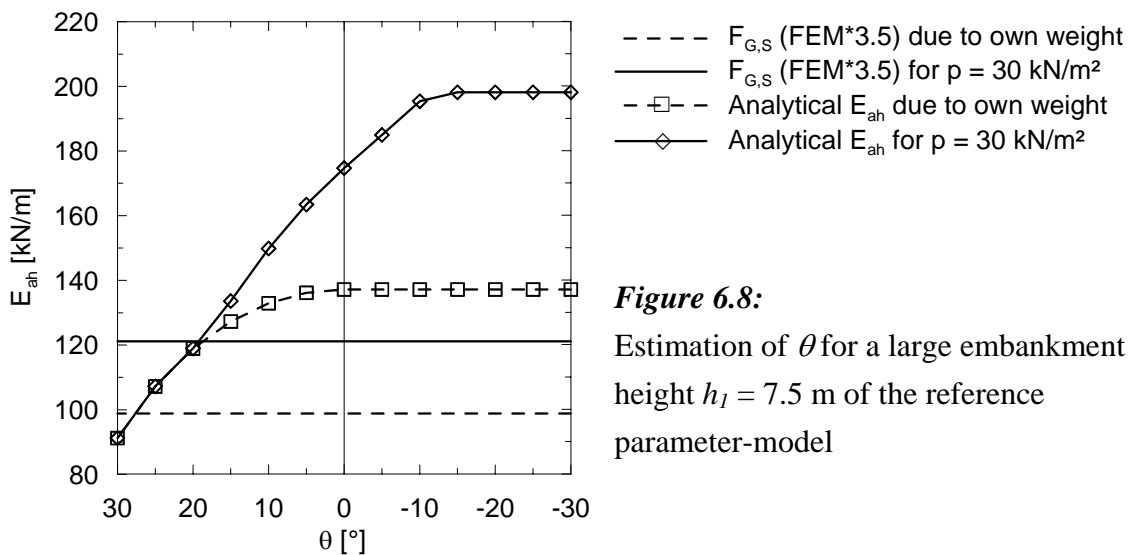 220
200
180
160
140
120
100
80
E_ah [kN/m]
30 20 10 0 -10 -20 -30
θ [°]
F_G,S (FEM*3.5) due to own weight
F_G,S (FEM*3.5) for p = 30 kN/m²
Analytical E_ah due to own weight
Analytical E_ah for p = 30 kN/m²
Figure 6.8:
Estimation of θ for a large embankment
height h₁ = 7.5 m of the reference
parameter-model